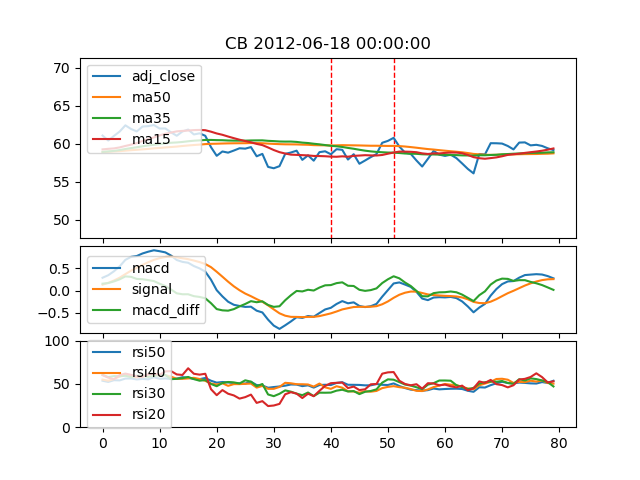 CB 2012-06-18 00:00:00
70
65
60
55
50
adj_close
ma50
ma35
ma15
0.5
0.0
−0.5
macd
signal
macd_diff
100
50
0
rsi50
rsi40
rsi30
rsi20
0 10 20 30 40 50 60 70 80